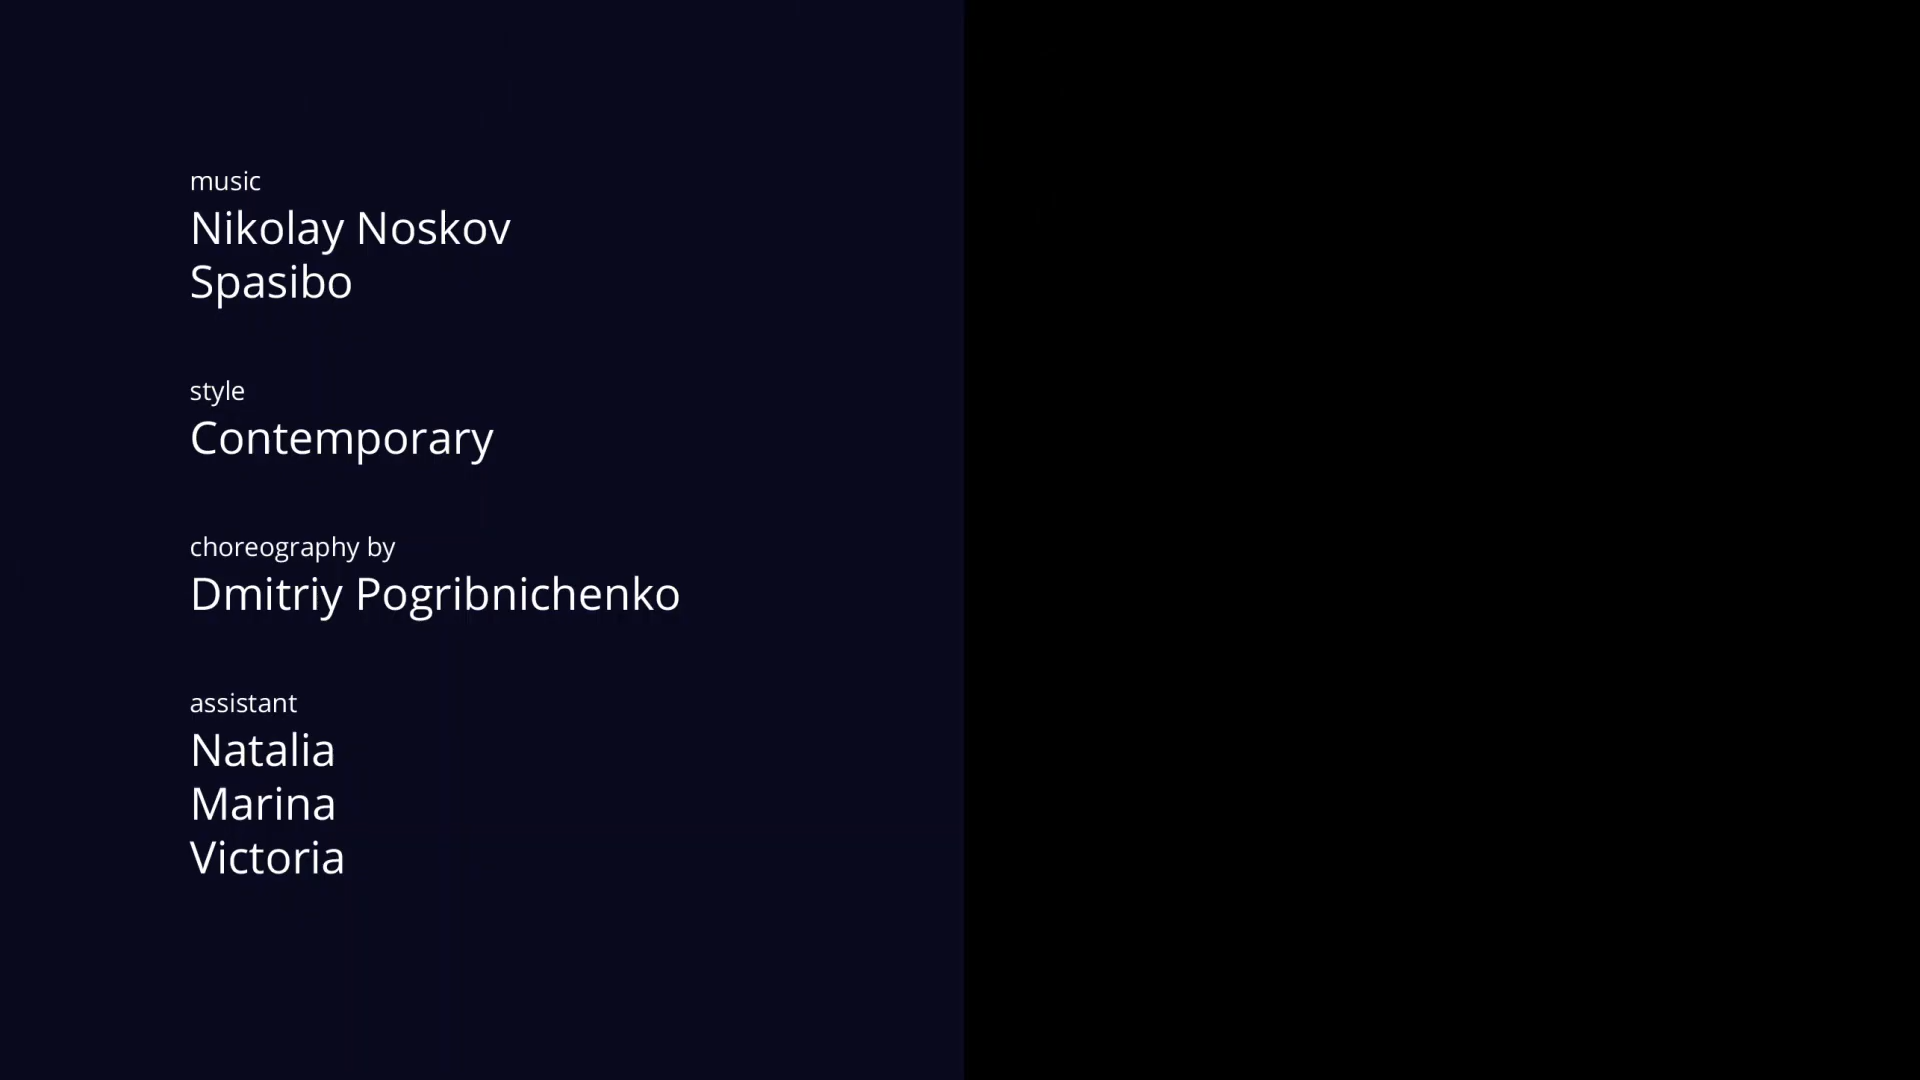 music
Nikolay Noskov
Spasibo
style
Contemporary
choreography by
Dmitriy Pogribnichenko
assistant
Natalia
Marina
Victoria